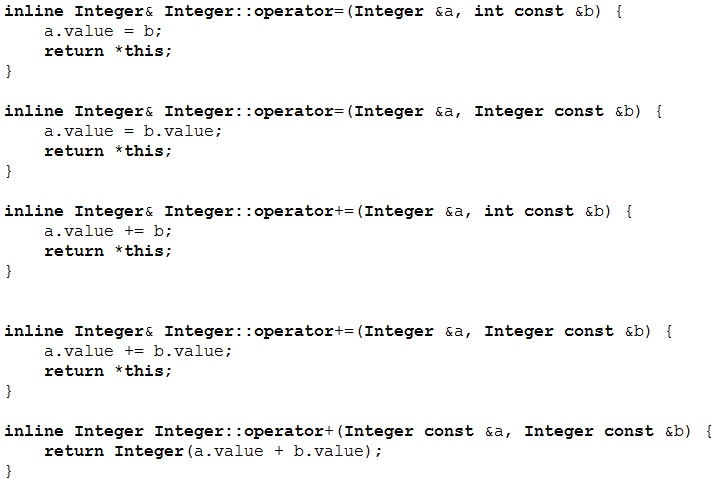 inline Integer& Integer::operator=(Integer &a, int const &b) {
    a.value = b;
    return *this;
}
inline Integer& Integer::operator=(Integer &a, Integer const &b) {
    a.value = b.value;
    return *this;
}
inline Integer& Integer::operator+=(Integer &a, int const &b) {
    a.value += b;
    return *this;
}
inline Integer& Integer::operator+=(Integer &a, Integer const &b) {
    a.value += b.value;
    return *this;
}
inline Integer Integer::operator+(Integer const &a, Integer const &b) {
    return Integer(a.value + b.value);
}